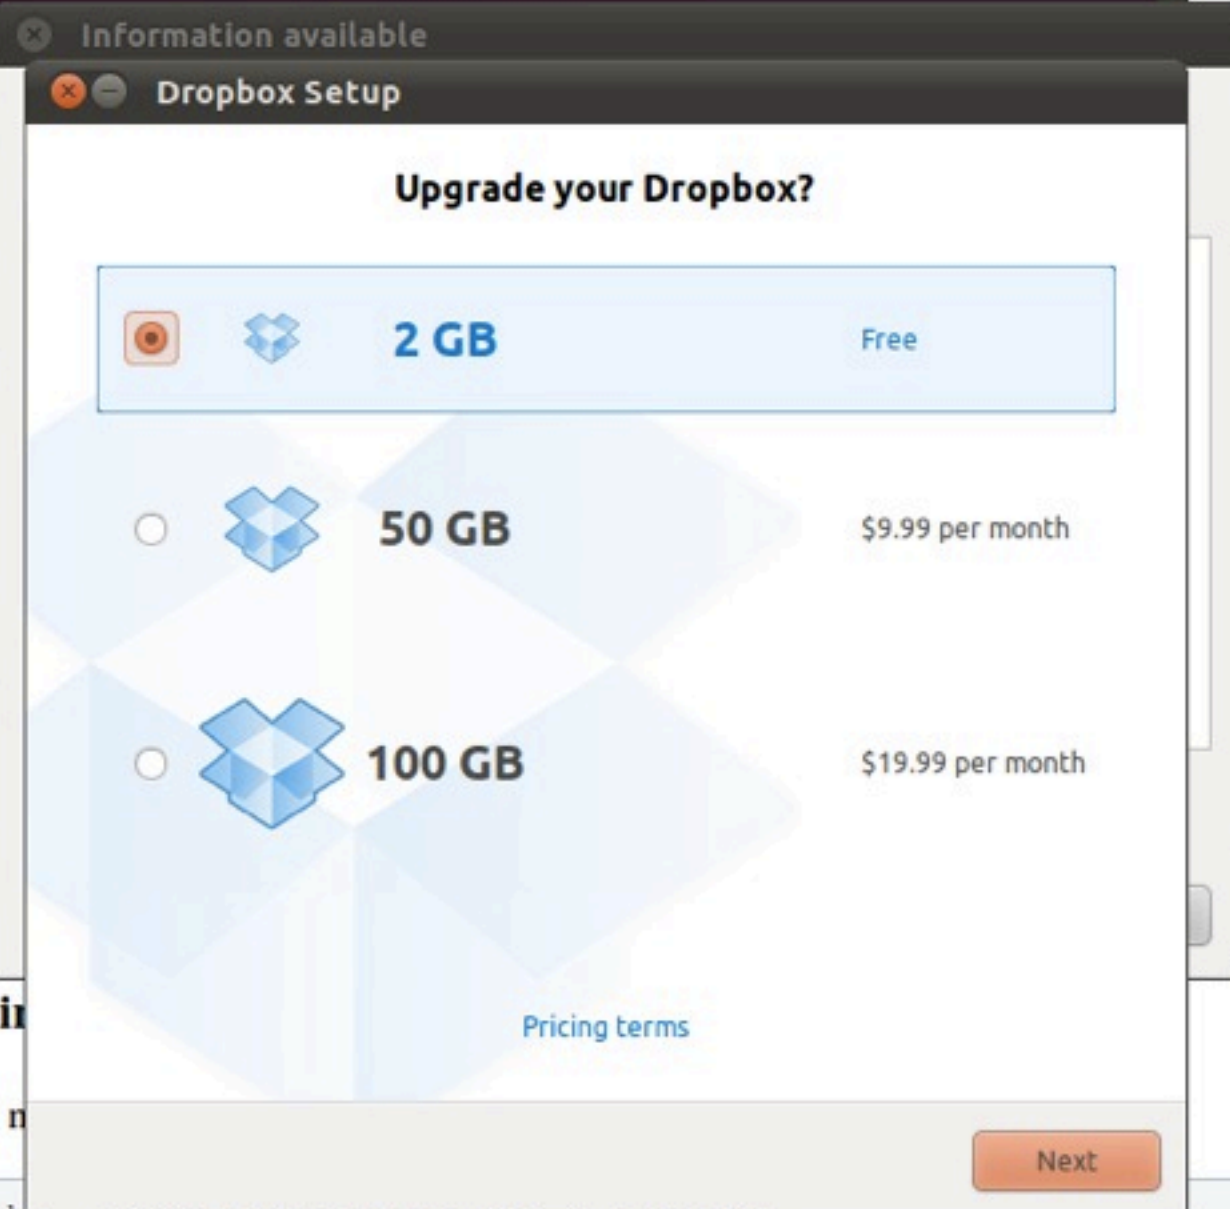 Information available
Dropbox Setup
Upgrade your Dropbox?
2 GB Free
50 GB $9.99 per month
100 GB $19.99 per month
Pricing terms
Next